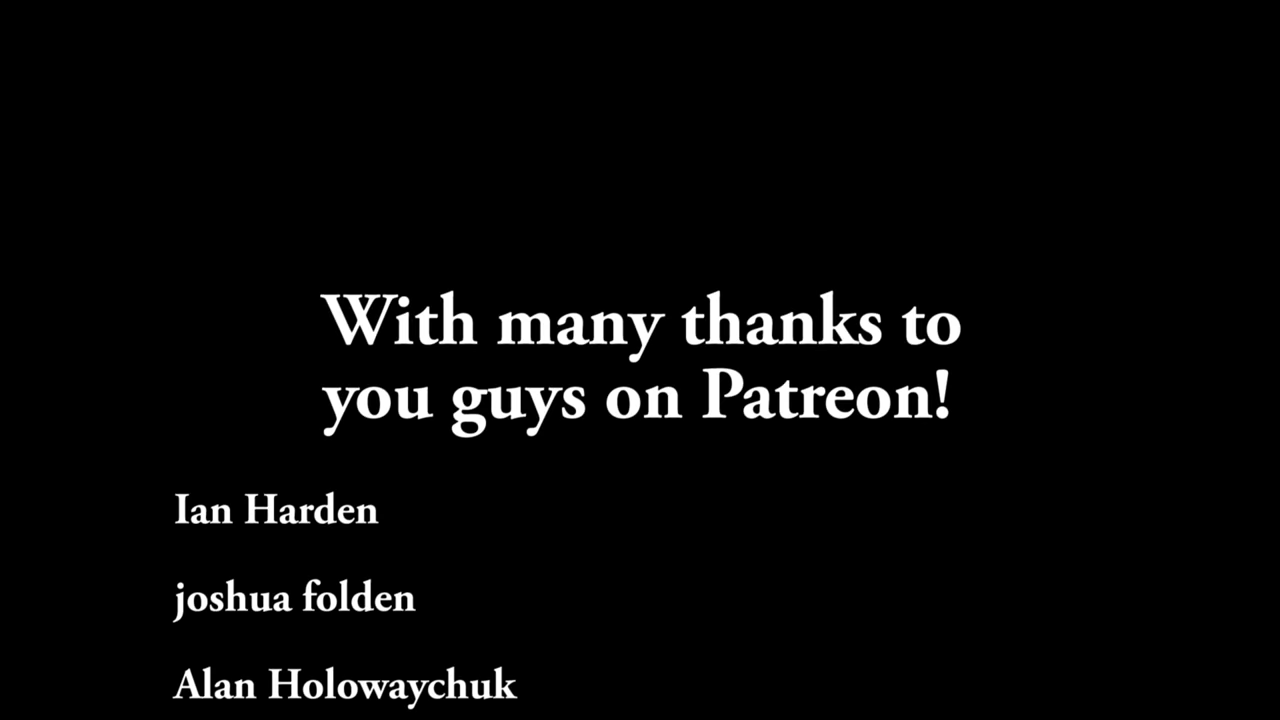 With many thanks to
you guys on Patreon!
Ian Harden
joshua folden
Alan Holowaychuk